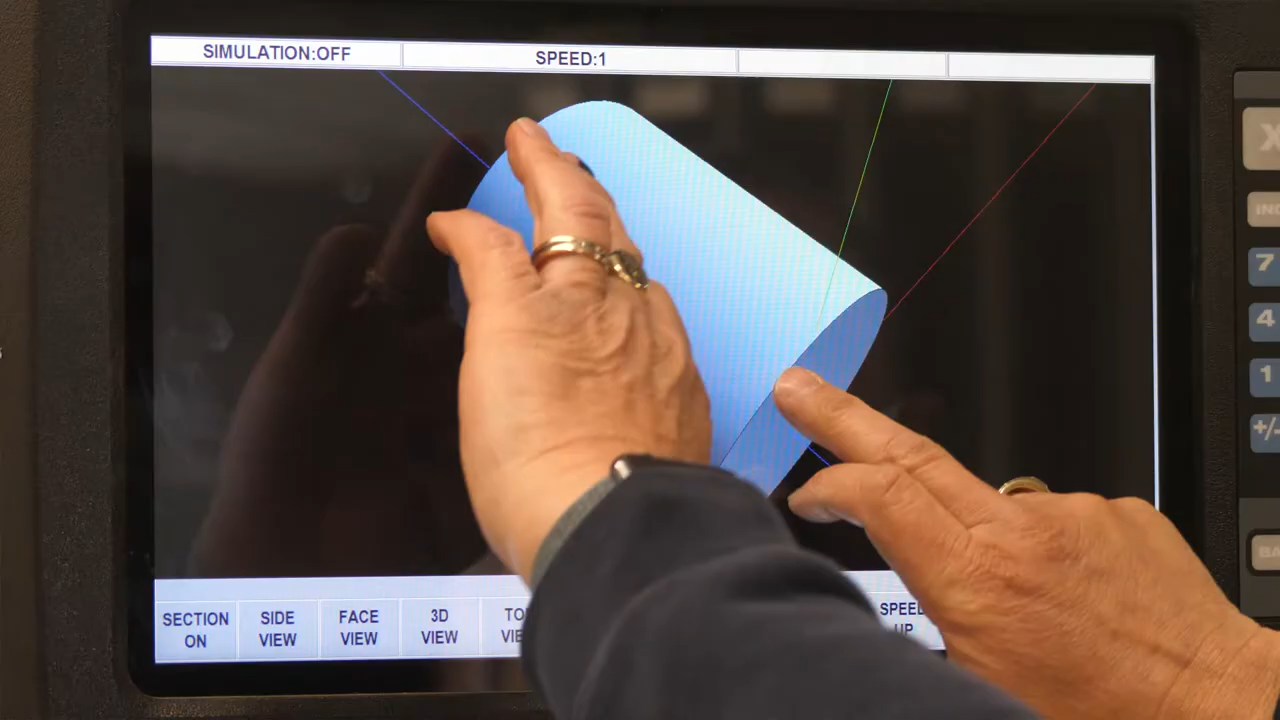 SIMULATION:OFF
SPEED:1
7
4
1
+/-
SECTION
ON
SIDE
VIEW
FACE
VIEW
3D
VIEW
SPEED
UP